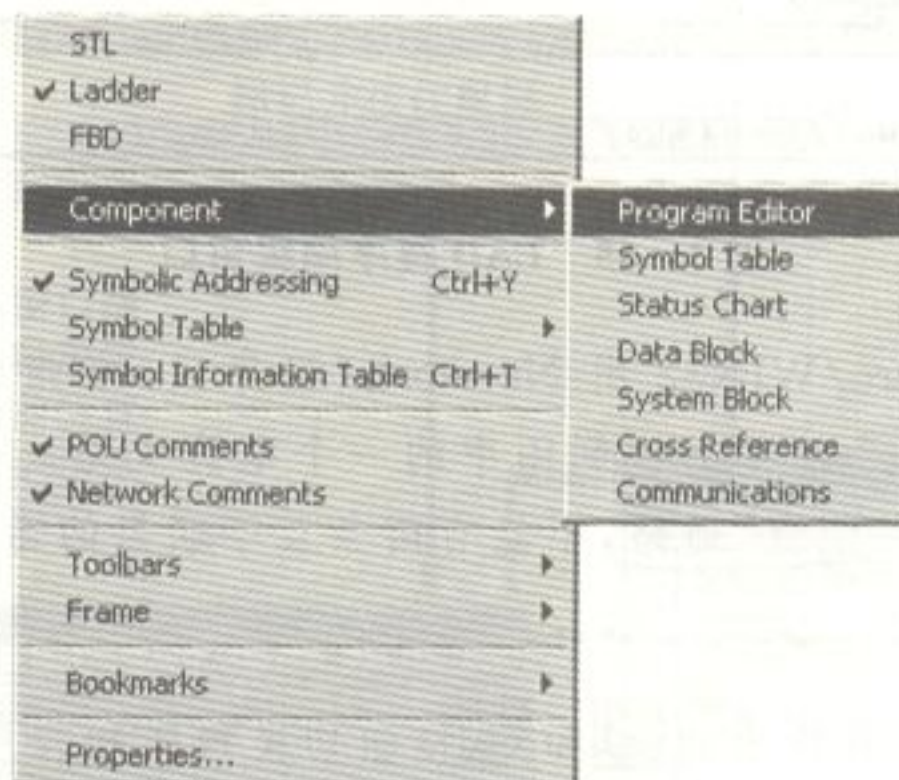 STL
✓ Ladder
FBD
Component
✓ Symbolic Addressing Ctrl+Y
Symbol Table
Symbol Information Table Ctrl+T
✓ POU Comments
✓ Network Comments
Toolbars
Frame
Bookmarks
Properties...
Program Editor
Symbol Table
Status Chart
Data Block
System Block
Cross Reference
Communications